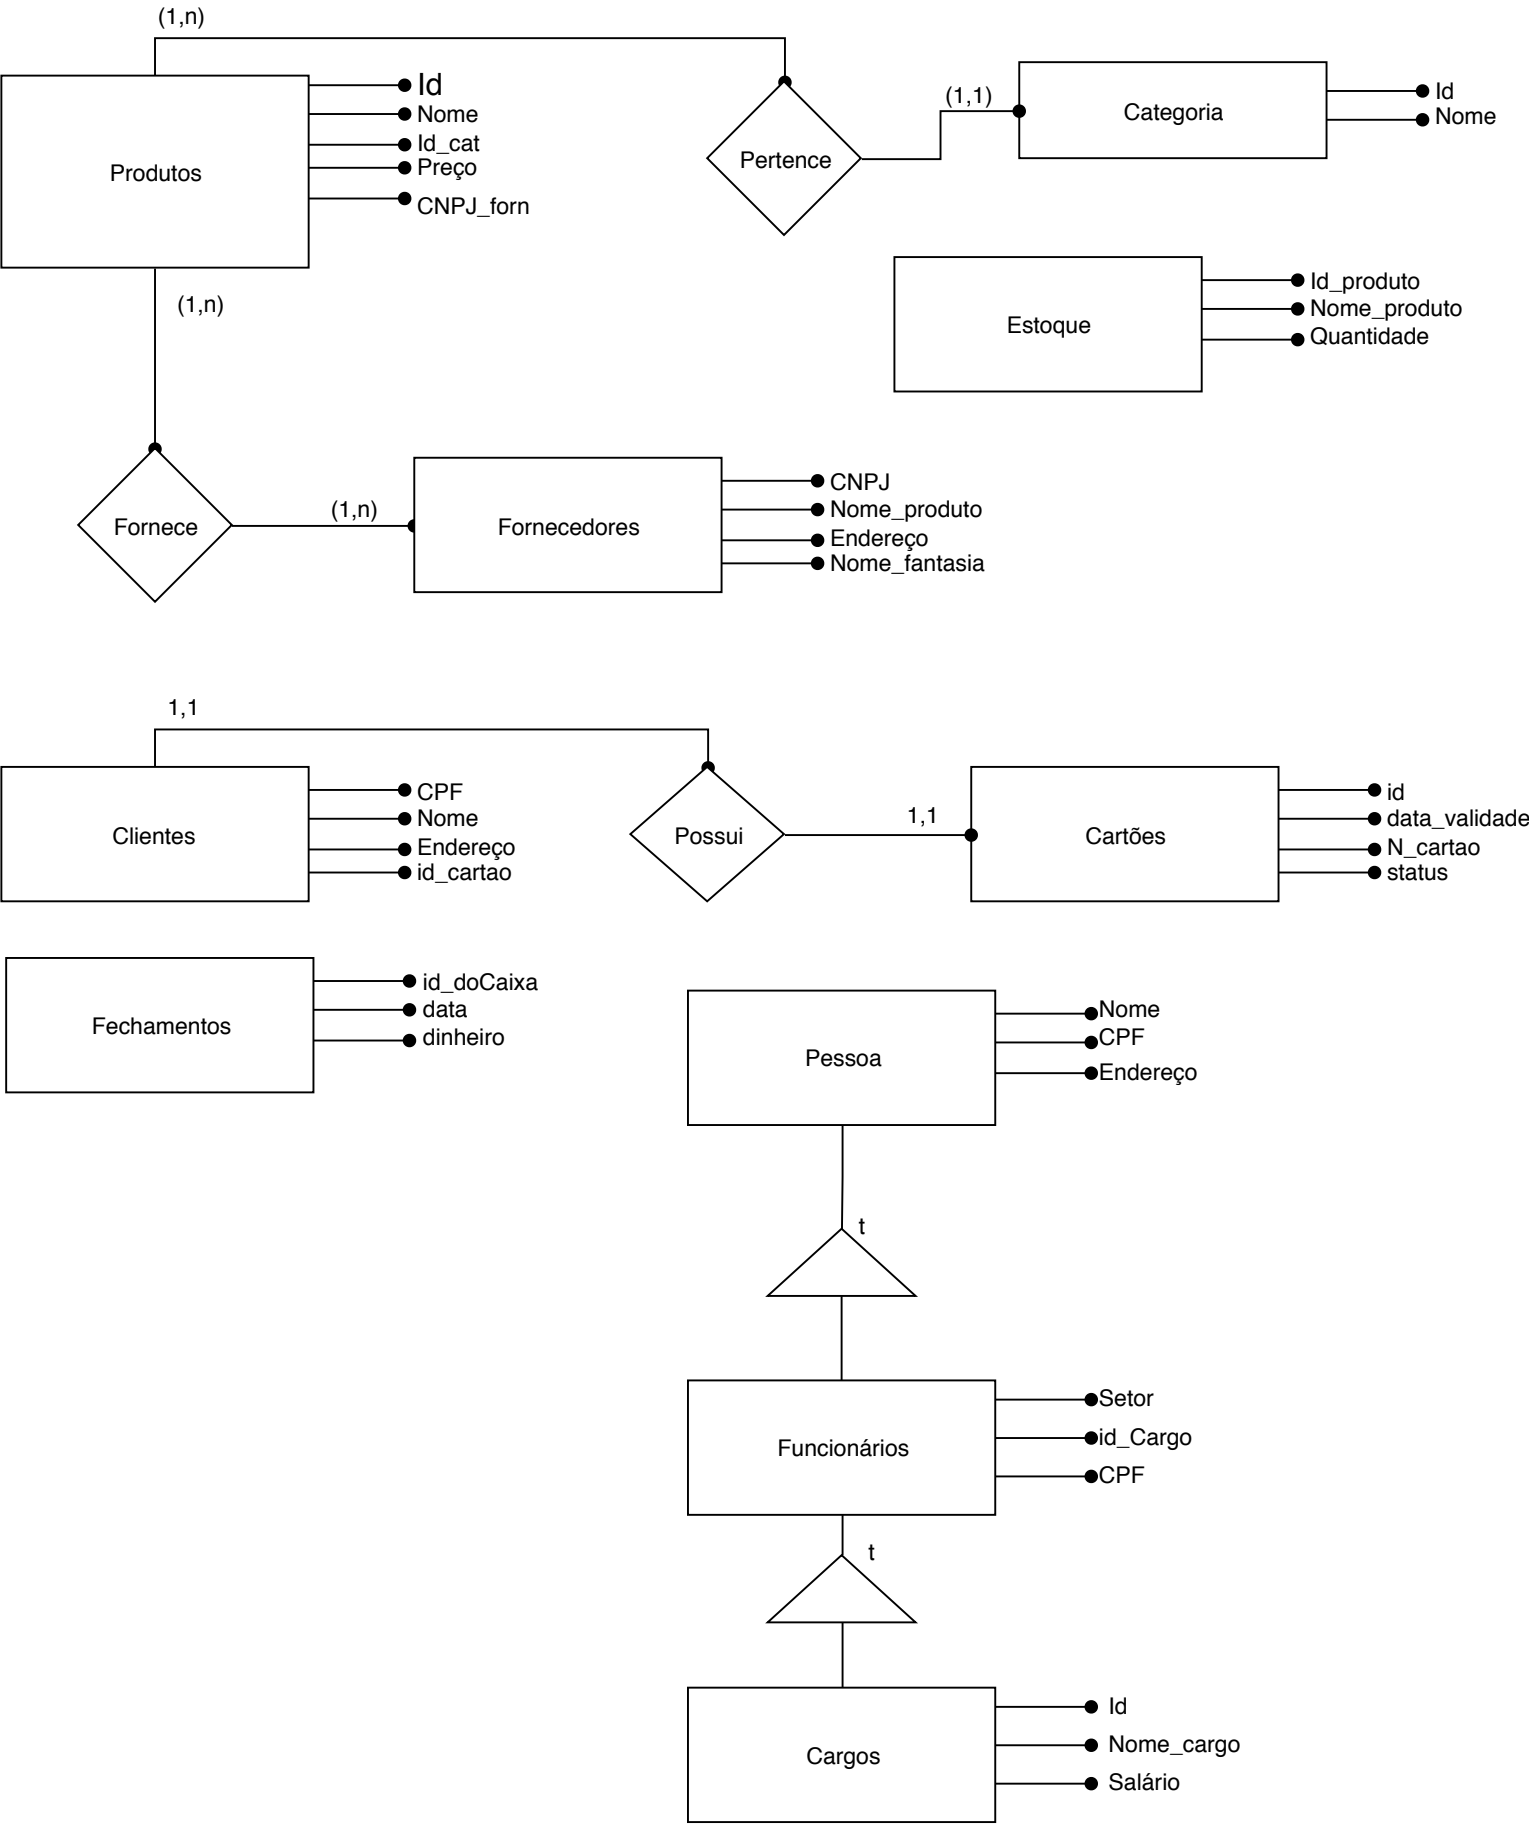 (1,n)
Produtos
Id
Nome
Id_cat
Preço
CNPJ_forn
Pertence
(1,1)
Categoria
Id
Nome
Estoque
Id_produto
Nome_produto
Quantidade
(1,n)
Fornece
(1,n)
Fornecedores
CNPJ
Nome_produto
Endereço
Nome_fantasia
1,1
Clientes
CPF
Nome
Endereço
id_cartao
Possui
1,1
Cartões
id
data_validade
N_cartao
status
Fechamentos
id_doCaixa
data
dinheiro
Pessoa
Nome
CPF
Endereço
t
Funcionários
Setor
id_Cargo
CPF
t
Cargos
Id
Nome_cargo
Salário